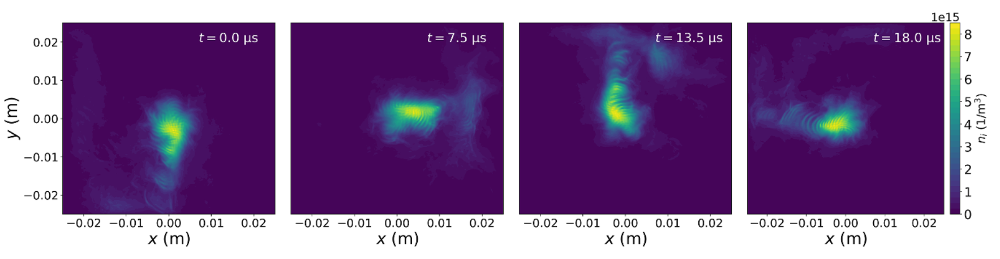 1e15
t = 0.0 µs
t = 7.5 µs
t = 13.5 µs
t = 18.0 µs
0.02
0.01
0.00
−0.01
−0.02
y (m)
8
7
6
5
4
3
2
1
0
n_i (1/m³)
−0.02 −0.01 0.00 0.01 0.02
−0.02 −0.01 0.00 0.01 0.02
−0.02 −0.01 0.00 0.01 0.02
−0.02 −0.01 0.00 0.01 0.02
x (m)
x (m)
x (m)
x (m)